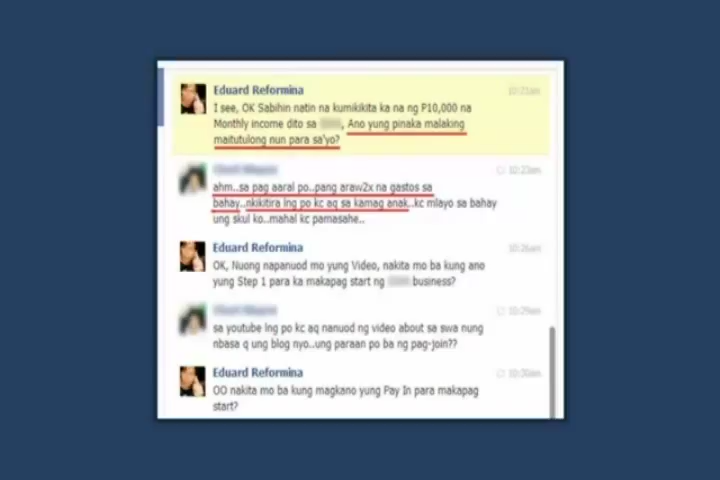 Eduard Reformina 10:21am
I see, OK Sabihin natin na kumikikita ka na ng P10,000 na
Monthly income dito sa , Ano yung pinaka malaking
maitutulong nun para sa'yo?
10:23am
ahm..sa pag aaral po..pang araw2x na gastos sa
bahay..nkikitira lng po kc aq sa kamag anak..kc mlayo sa bahay
ung skul ko..mahal kc pamasahe..
Eduard Reformina 10:26am
OK, Nuong napanuod mo yung Video, nakita mo ba kung ano
yung Step 1 para ka makapag start ng business?
10:29am
sa youtube lng po kc aq nanuod ng video about sa swa nung
nbasa q ung blog nyo..ung paraan po ba ng pag-join??
Eduard Reformina 10:30am
OO nakita mo ba kung magkano yung Pay In para makapag
start?